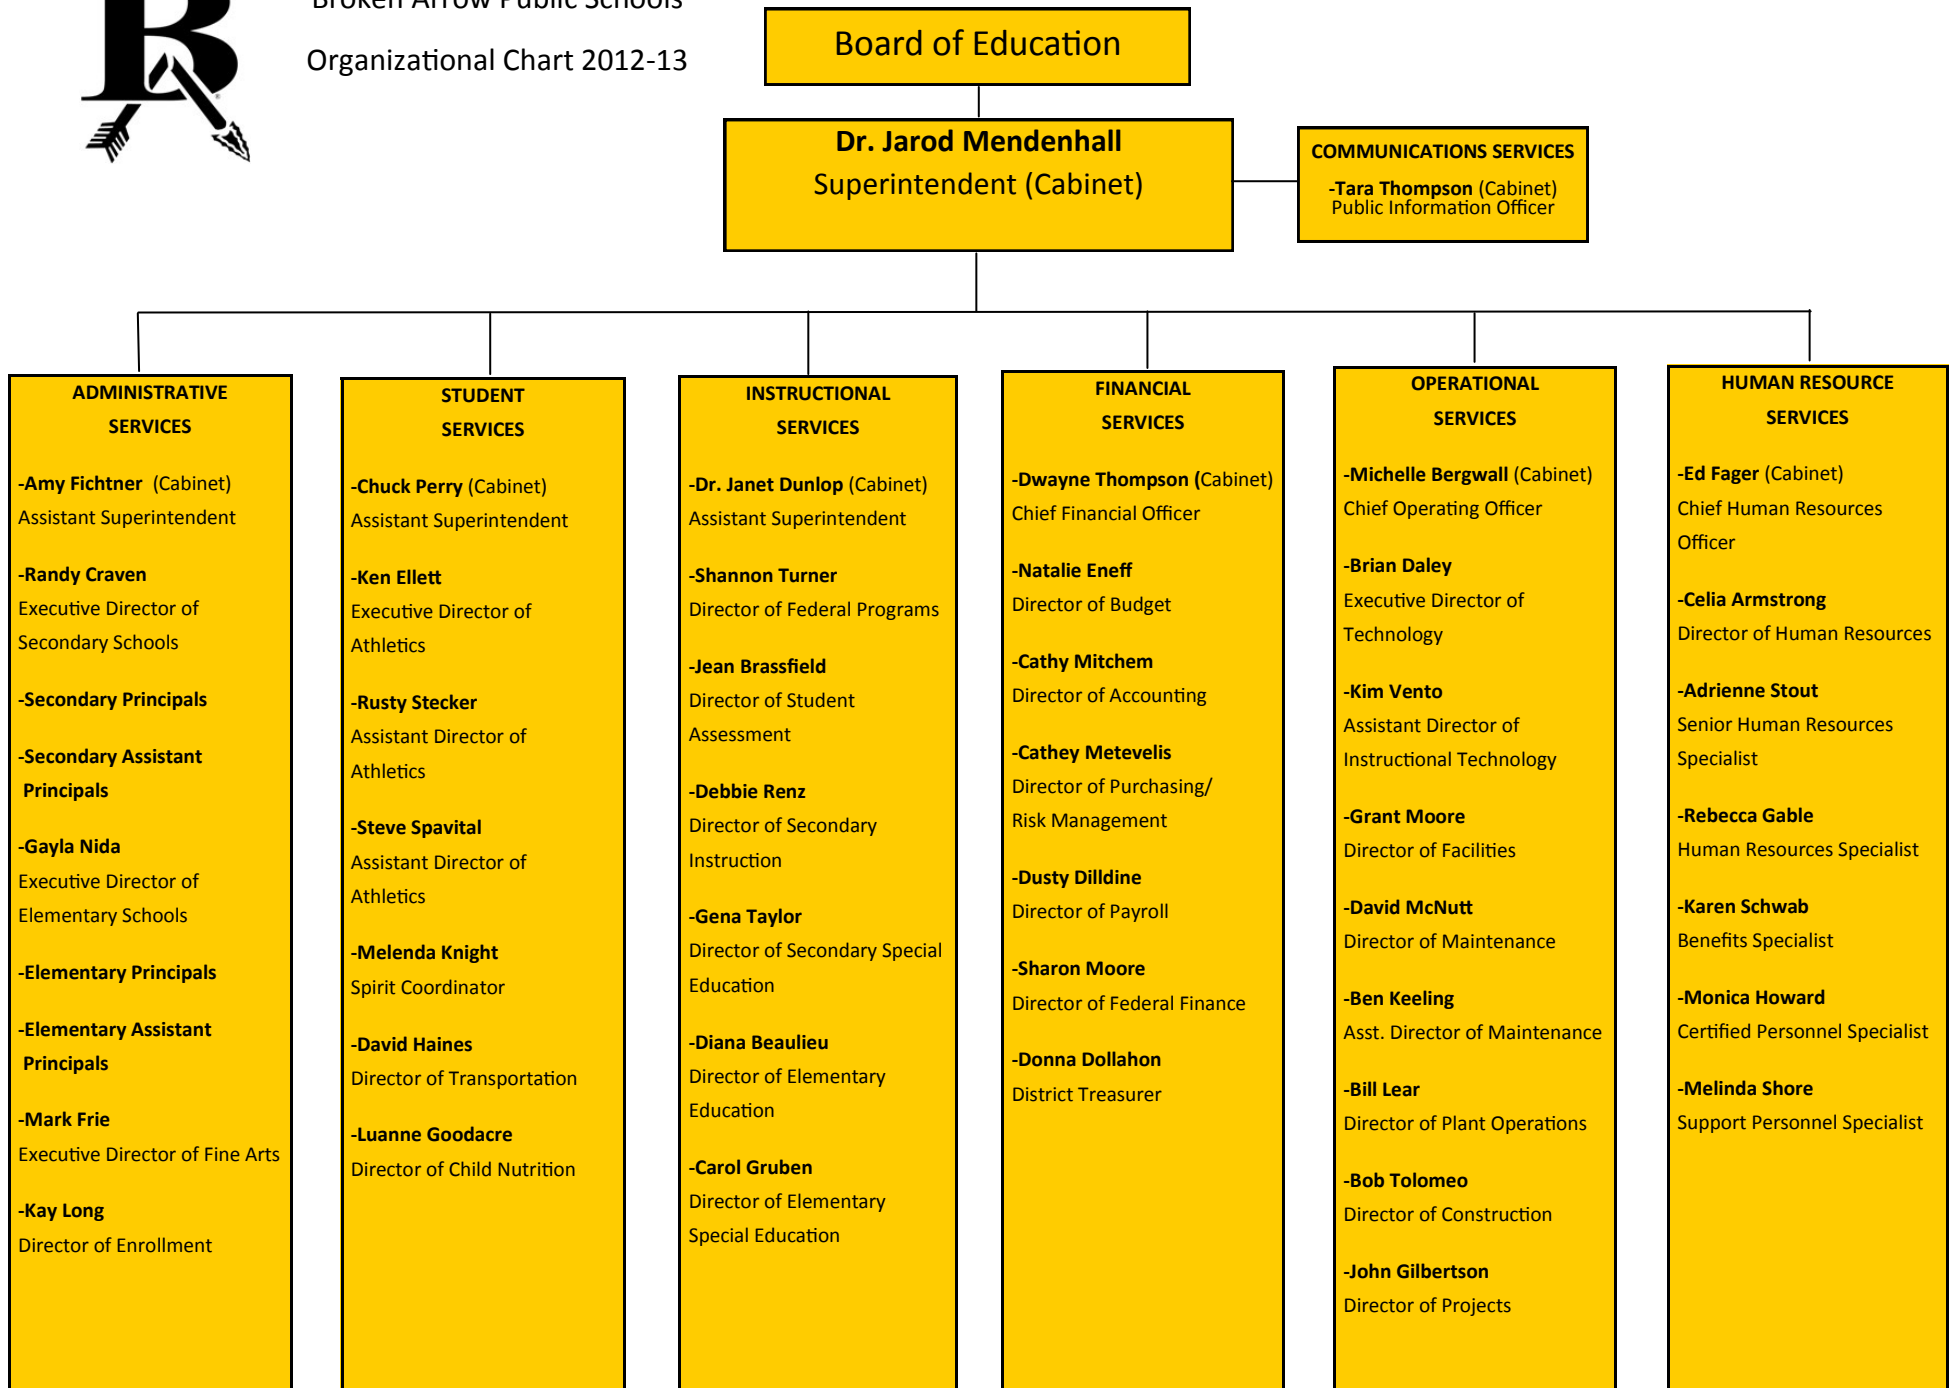 Broken Arrow Public Schools
Organizational Chart 2012-13
Board of Education
Dr. Jarod Mendenhall
Superintendent (Cabinet)
COMMUNICATIONS SERVICES
-Tara Thompson (Cabinet)
Public Information Officer
ADMINISTRATIVE
SERVICES
-Amy Fichtner (Cabinet)
Assistant Superintendent
-Randy Craven
Executive Director of
Secondary Schools
-Secondary Principals
-Secondary Assistant
Principals
-Gayla Nida
Executive Director of
Elementary Schools
-Elementary Principals
-Elementary Assistant
Principals
-Mark Frie
Executive Director of Fine Arts
-Kay Long
Director of Enrollment
STUDENT
SERVICES
-Chuck Perry (Cabinet)
Assistant Superintendent
-Ken Ellett
Executive Director of
Athletics
-Rusty Stecker
Assistant Director of
Athletics
-Steve Spavital
Assistant Director of
Athletics
-Melenda Knight
Spirit Coordinator
-David Haines
Director of Transportation
-Luanne Goodacre
Director of Child Nutrition
INSTRUCTIONAL
SERVICES
-Dr. Janet Dunlop (Cabinet)
Assistant Superintendent
-Shannon Turner
Director of Federal Programs
-Jean Brassfield
Director of Student
Assessment
-Debbie Renz
Director of Secondary
Instruction
-Gena Taylor
Director of Secondary Special
Education
-Diana Beaulieu
Director of Elementary
Education
-Carol Gruben
Director of Elementary
Special Education
FINANCIAL
SERVICES
-Dwayne Thompson (Cabinet)
Chief Financial Officer
-Natalie Eneff
Director of Budget
-Cathy Mitchem
Director of Accounting
-Cathey Metevelis
Director of Purchasing/
Risk Management
-Dusty Dilldine
Director of Payroll
-Sharon Moore
Director of Federal Finance
-Donna Dollahon
District Treasurer
OPERATIONAL
SERVICES
-Michelle Bergwall (Cabinet)
Chief Operating Officer
-Brian Daley
Executive Director of
Technology
-Kim Vento
Assistant Director of
Instructional Technology
-Grant Moore
Director of Facilities
-David McNutt
Director of Maintenance
-Ben Keeling
Asst. Director of Maintenance
-Bill Lear
Director of Plant Operations
-Bob Tolomeo
Director of Construction
-John Gilbertson
Director of Projects
HUMAN RESOURCE
SERVICES
-Ed Fager (Cabinet)
Chief Human Resources
Officer
-Celia Armstrong
Director of Human Resources
-Adrienne Stout
Senior Human Resources
Specialist
-Rebecca Gable
Human Resources Specialist
-Karen Schwab
Benefits Specialist
-Monica Howard
Certified Personnel Specialist
-Melinda Shore
Support Personnel Specialist